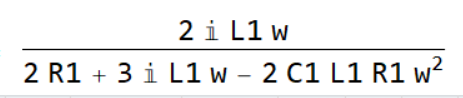 2 ⅈ L1 w
2 R1 + 3 ⅈ L1 w - 2 C1 L1 R1 w²